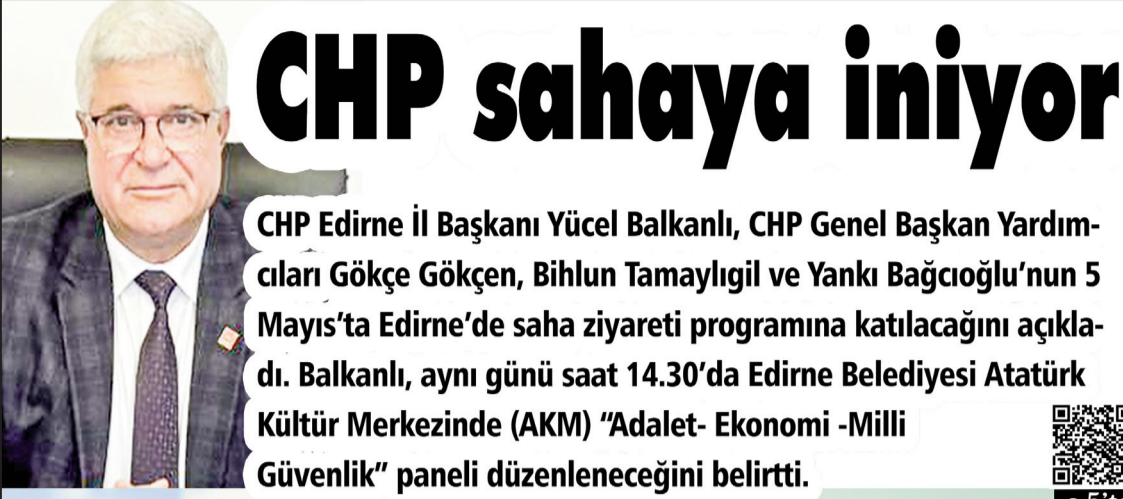 CHP sahaya iniyor
CHP Edirne İl Başkanı Yücel Balkanlı, CHP Genel Başkan Yardım-
cıları Gökçe Gökçen, Bihlun Tamaylıgil ve Yankı Bağcıoğlu’nun 5
Mayıs’ta Edirne’de saha ziyareti programına katılacağını açıkla-
dı. Balkanlı, aynı günü saat 14.30’da Edirne Belediyesi Atatürk
Kültür Merkezinde (AKM) “Adalet- Ekonomi -Milli
Güvenlik” paneli düzenleneceğini belirtti.